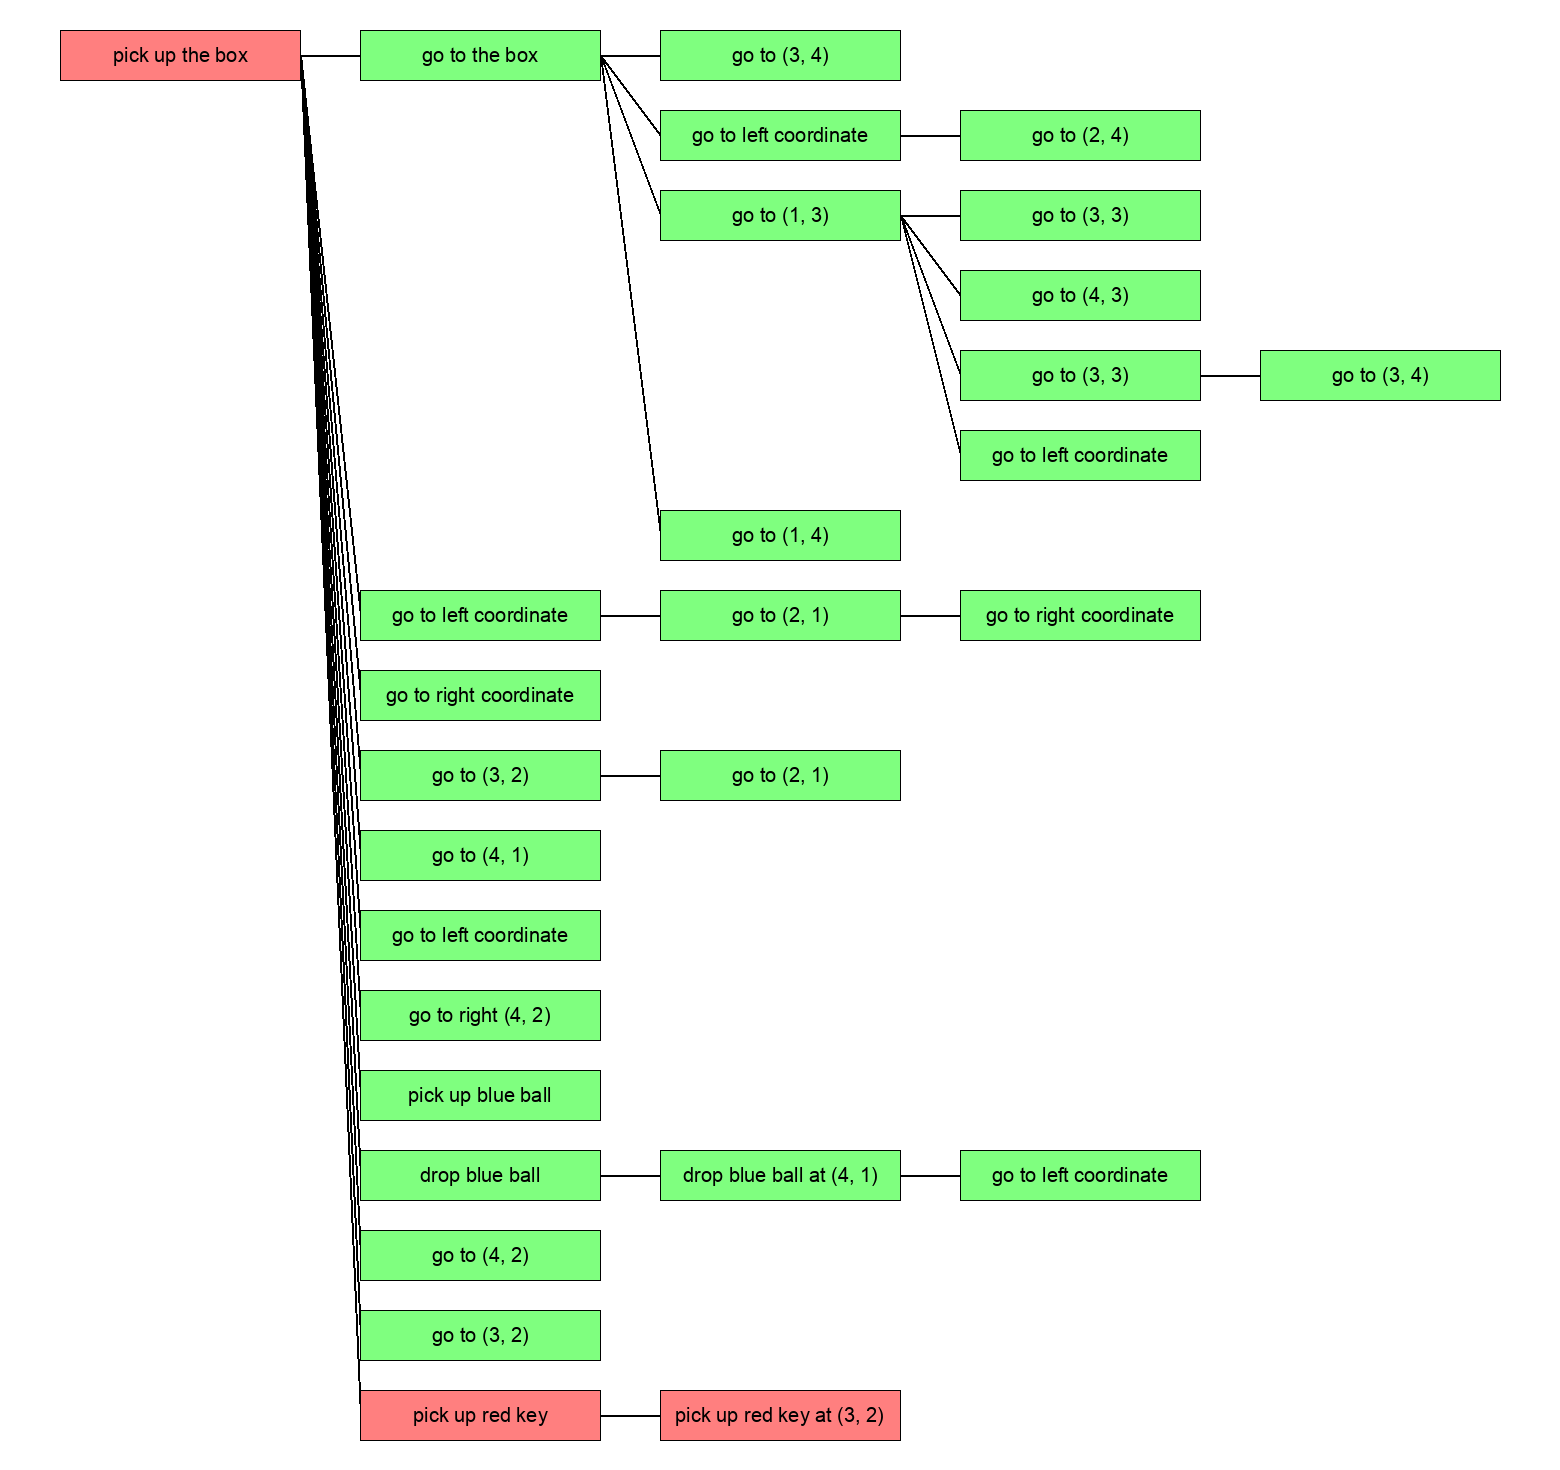 pick up the box
go to the box
go to (3, 4)
go to left coordinate
go to (2, 4)
go to (1, 3)
go to (3, 3)
go to (4, 3)
go to (3, 3)
go to (3, 4)
go to left coordinate
go to (1, 4)
go to left coordinate
go to (2, 1)
go to right coordinate
go to right coordinate
go to (3, 2)
go to (2, 1)
go to (4, 1)
go to left coordinate
go to right (4, 2)
pick up blue ball
drop blue ball
drop blue ball at (4, 1)
go to left coordinate
go to (4, 2)
go to (3, 2)
pick up red key
pick up red key at (3, 2)